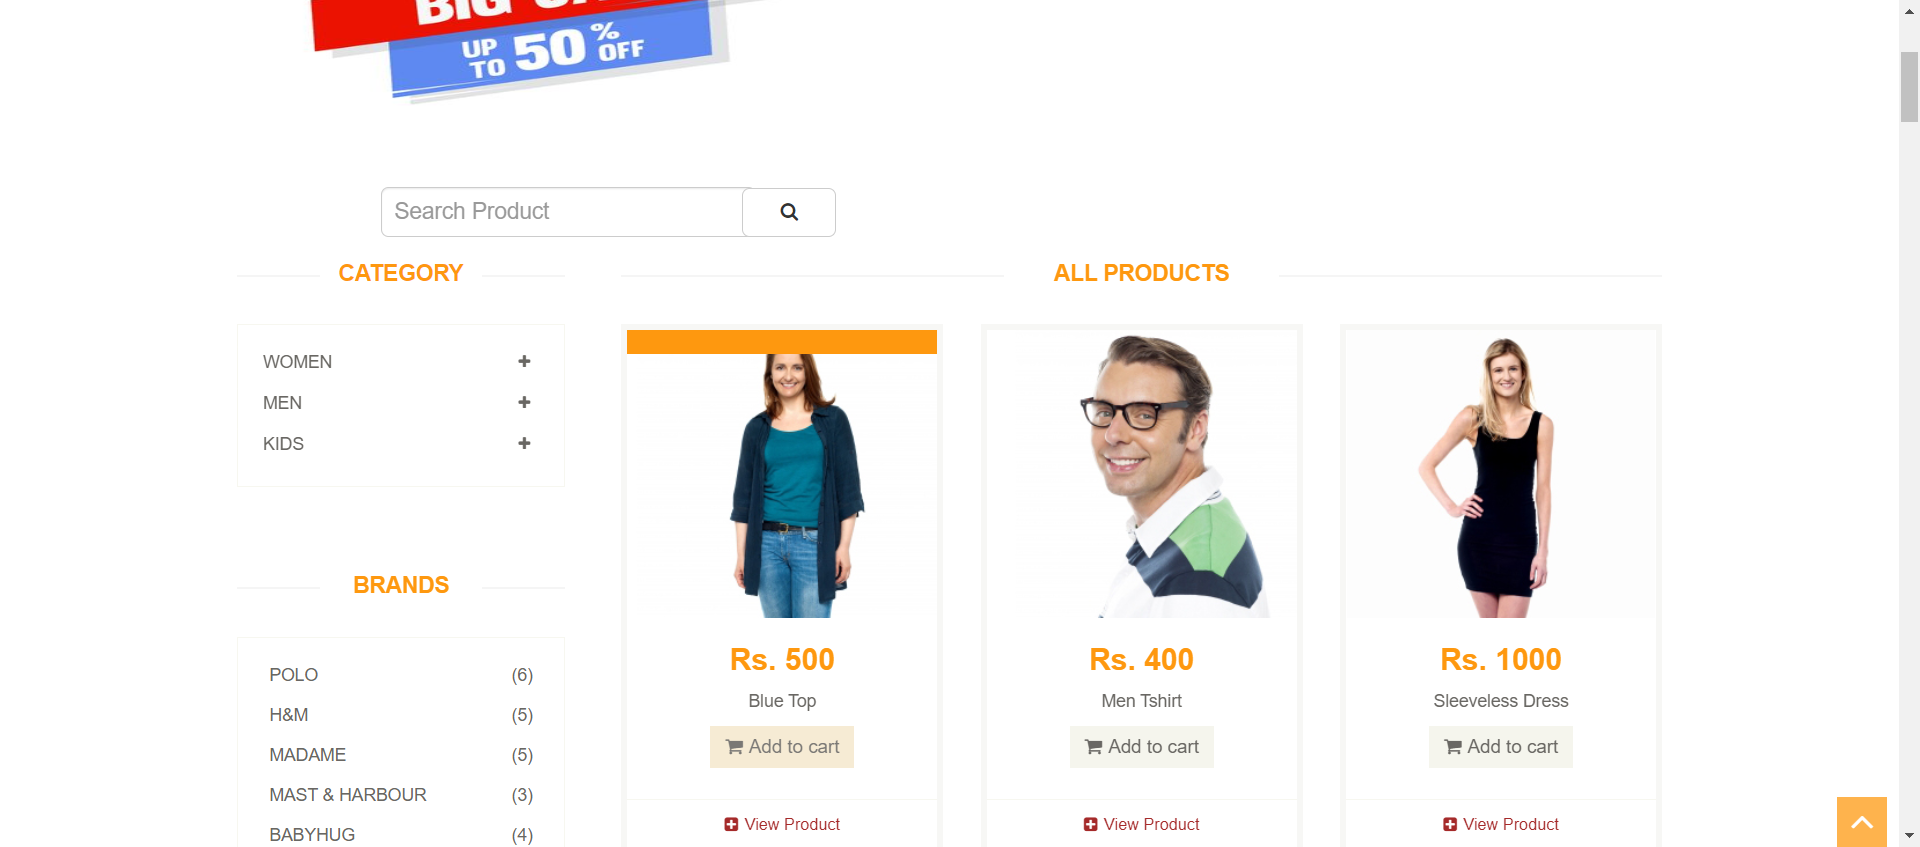 BIG
UP TO 50% OFF
Search Product
CATEGORY
WOMEN
MEN
KIDS
BRANDS
POLO (6)
H&M (5)
MADAME (5)
MAST & HARBOUR (3)
BABYHUG (4)
ALL PRODUCTS
Rs. 500
Blue Top
Add to cart
View Product
Rs. 400
Men Tshirt
Add to cart
View Product
Rs. 1000
Sleeveless Dress
Add to cart
View Product